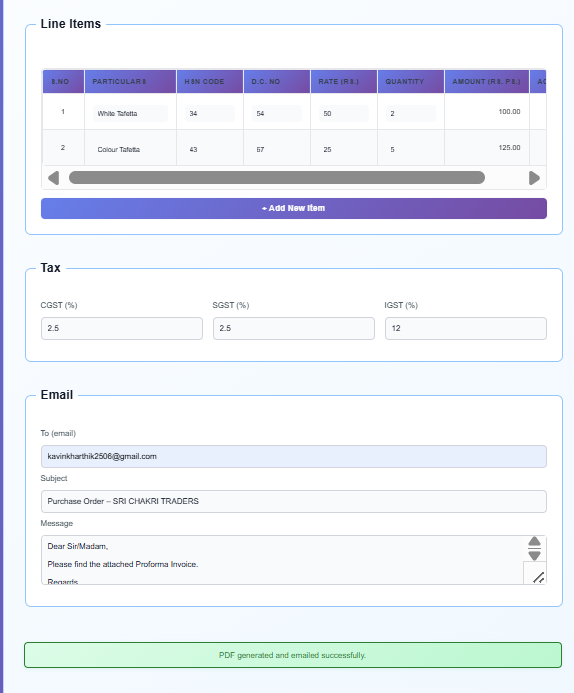 Line Items
S.NO PARTICULARS HSN CODE D.C. NO RATE (RS.) QUANTITY AMOUNT (RS. PS.)
1 White Tafetta 34 54 50 2 100.00
2 Colour Tafetta 43 67 25 5 125.00
+ Add New Item
Tax
CGST (%) SGST (%) IGST (%)
2.5 2.5 12
Email
To (email)
kavinkharthik2506@gmail.com
Subject
Purchase Order – SRI CHAKRI TRADERS
Message
Dear Sir/Madam,
Please find the attached Proforma Invoice.
Regards
PDF generated and emailed successfully.